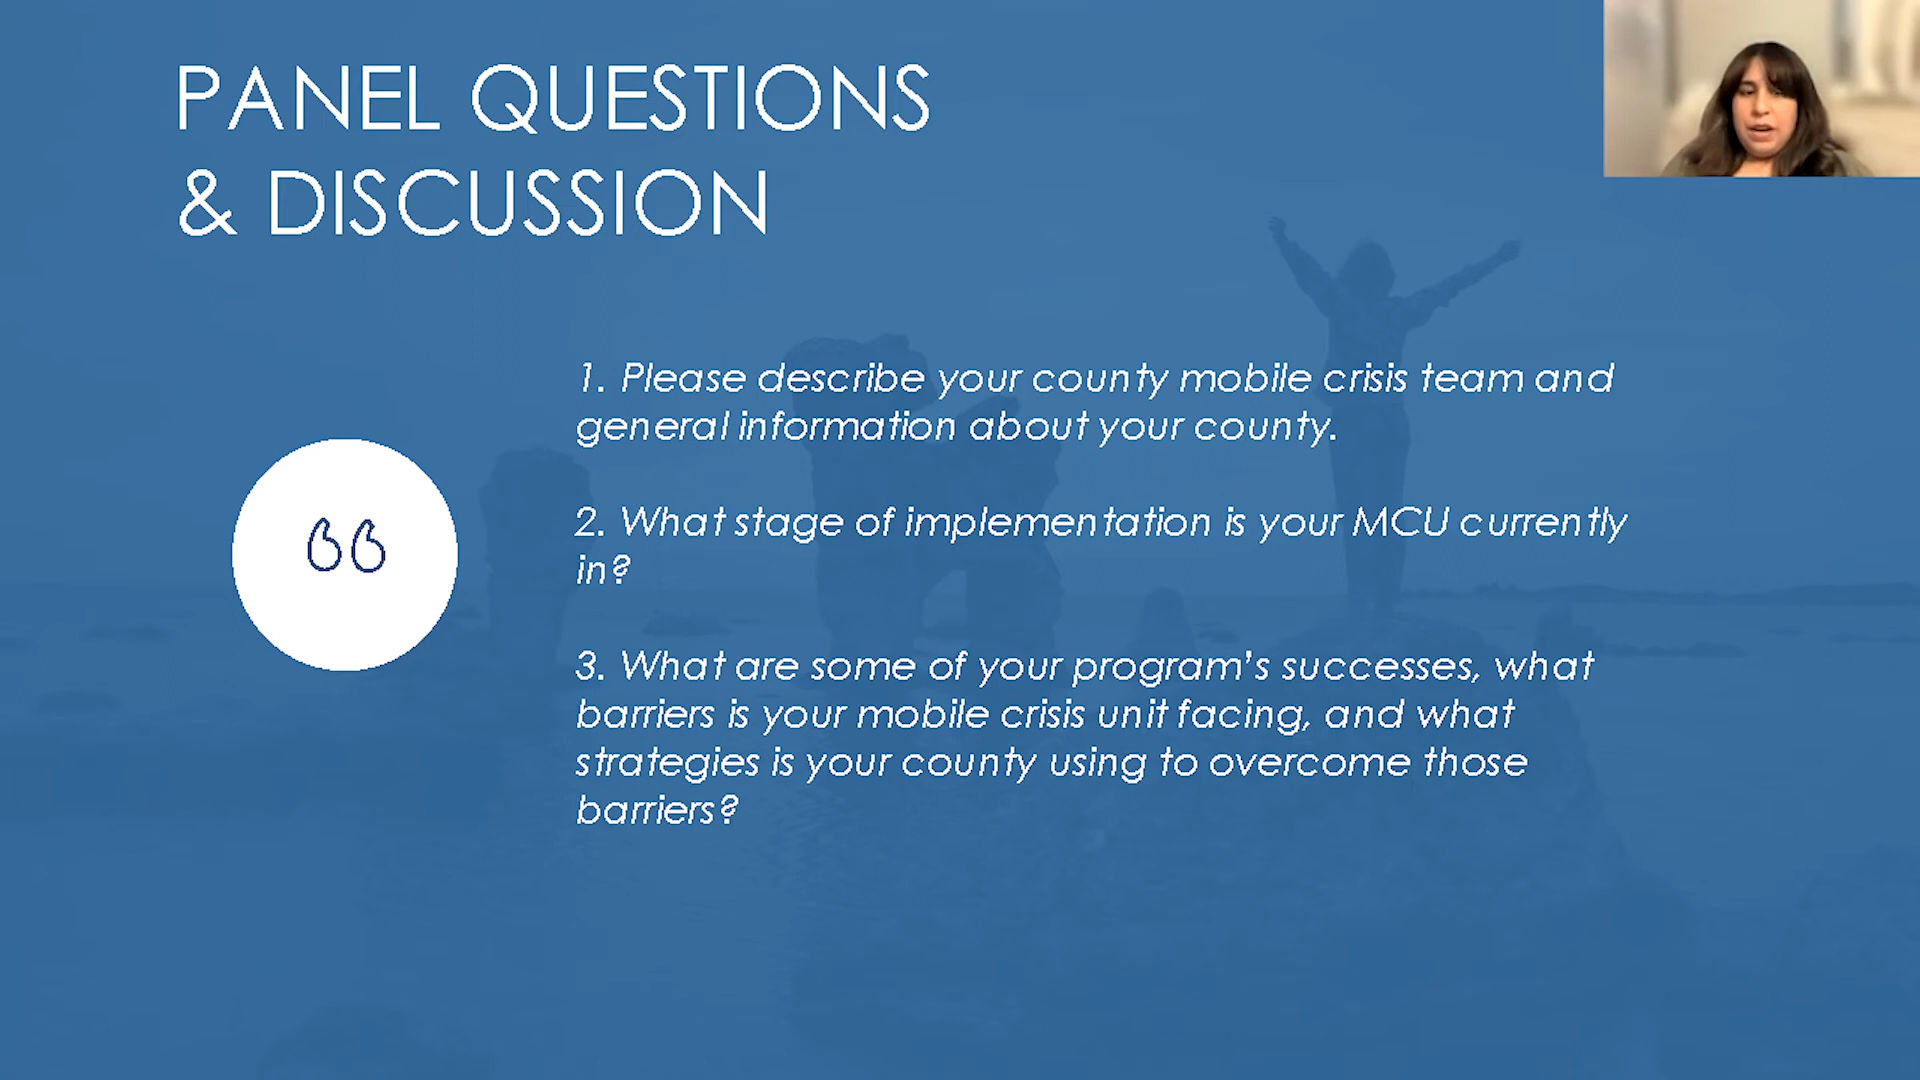 PANEL QUESTIONS
& DISCUSSION
“
1. Please describe your county mobile crisis team and
general information about your county.
2. What stage of implementation is your MCU currently
in?
3. What are some of your program’s successes, what
barriers is your mobile crisis unit facing, and what
strategies is your county using to overcome those
barriers?